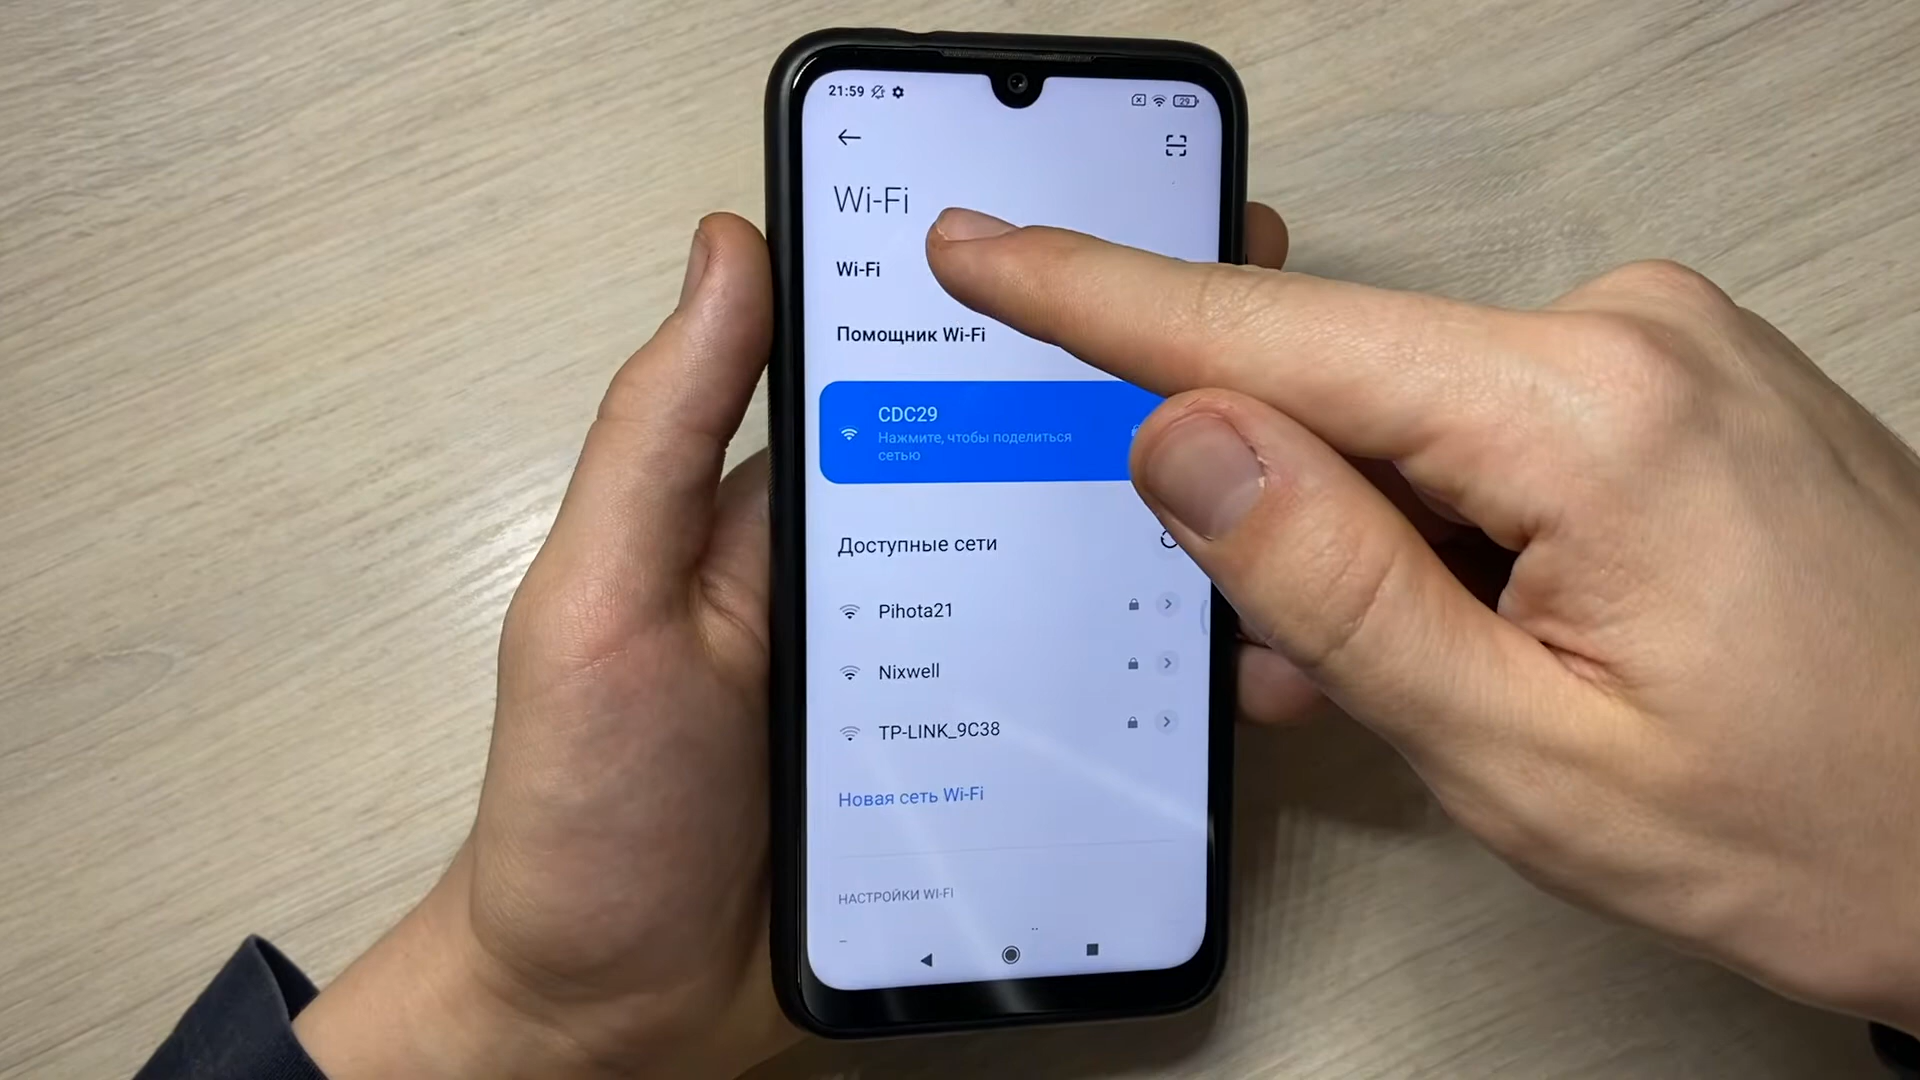 21:59
29
Wi-Fi
Wi-Fi
Помощник Wi-Fi
CDC29
Нажмите, чтобы поделиться
сетью
Доступные сети
Pihota21
Nixwell
TP-LINK_9C38
Новая сеть Wi-Fi
НАСТРОЙКИ WI-FI